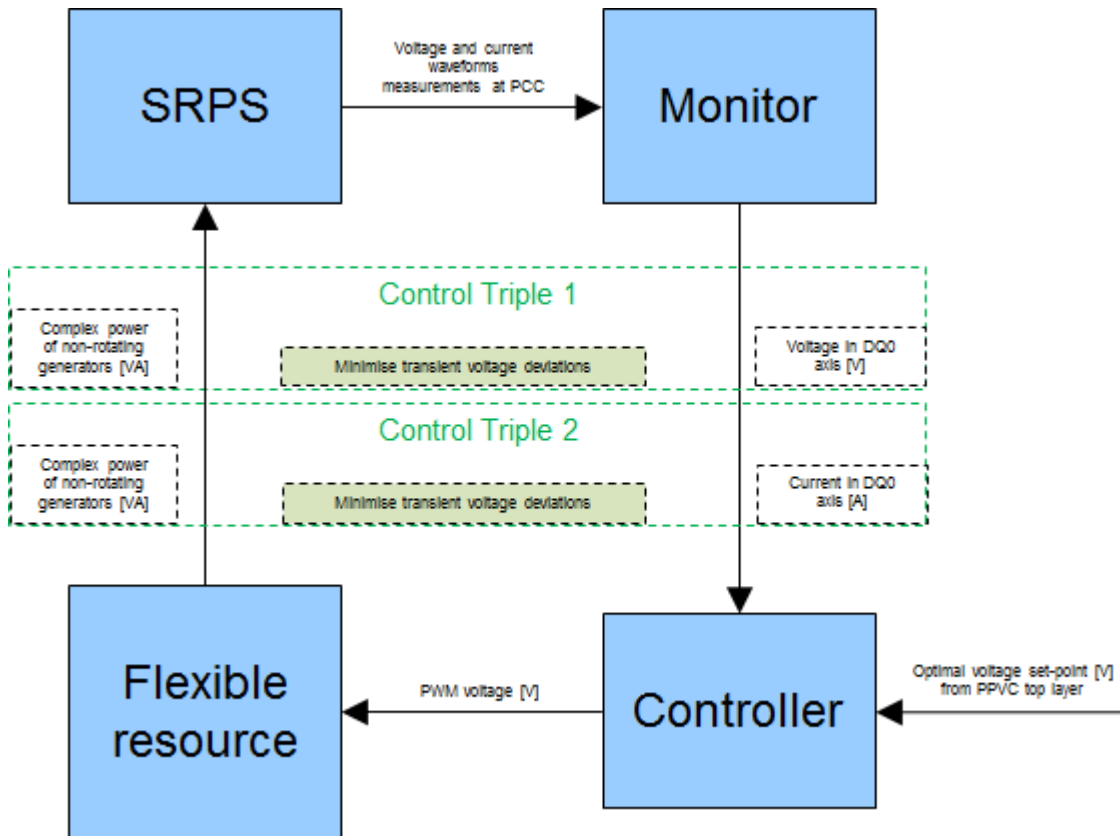 SRPS
Voltage and current
waveforms
measurements at PCC
Monitor
Control Triple 1
Complex power
of non-rotating
generators [VA]
Minimise transient voltage deviations
Voltage in DQ0
axis [V]
Control Triple 2
Complex power
of non-rotating
generators [VA]
Minimise transient voltage deviations
Current in DQ0
axis [A]
Flexible
resource
PWM voltage [V]
Controller
Optimal voltage set-point [V]
from PPVC top layer